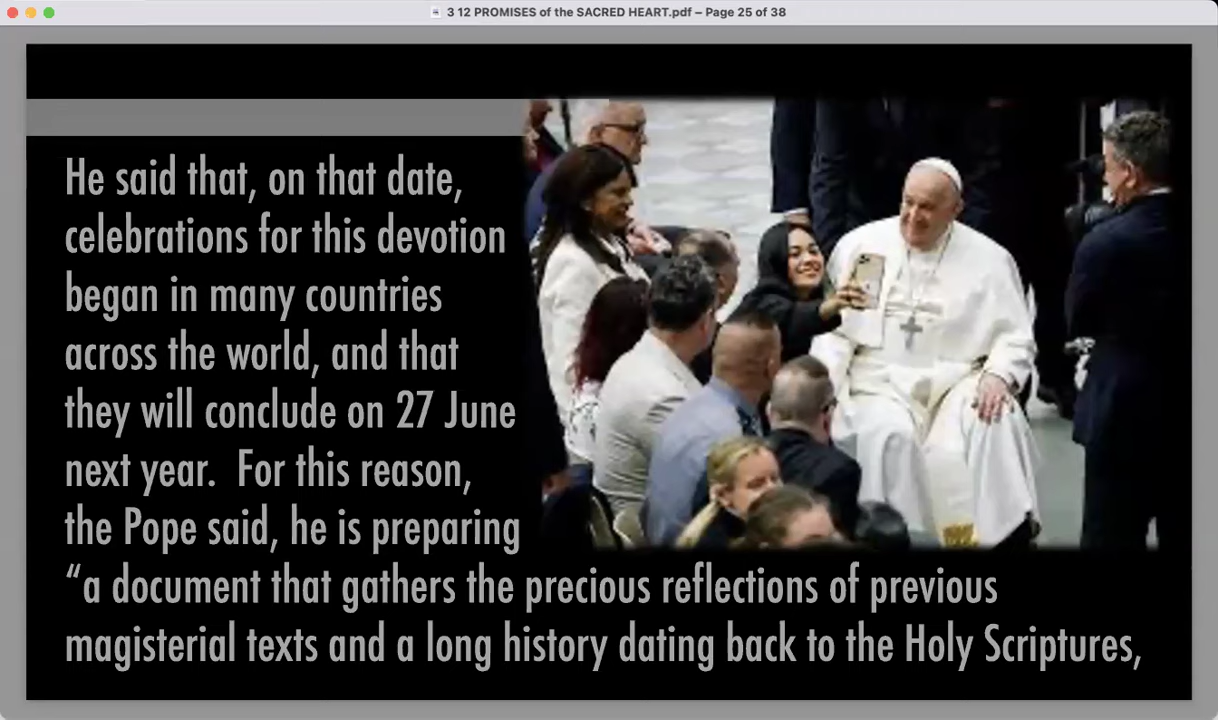 3 12 PROMISES of the SACRED HEART.pdf – Page 25 of 38
He said that, on that date,
celebrations for this devotion
began in many countries
across the world, and that
they will conclude on 27 June
next year.  For this reason,
the Pope said, he is preparing
“a document that gathers the precious reflections of previous
magisterial texts and a long history dating back to the Holy Scriptures,